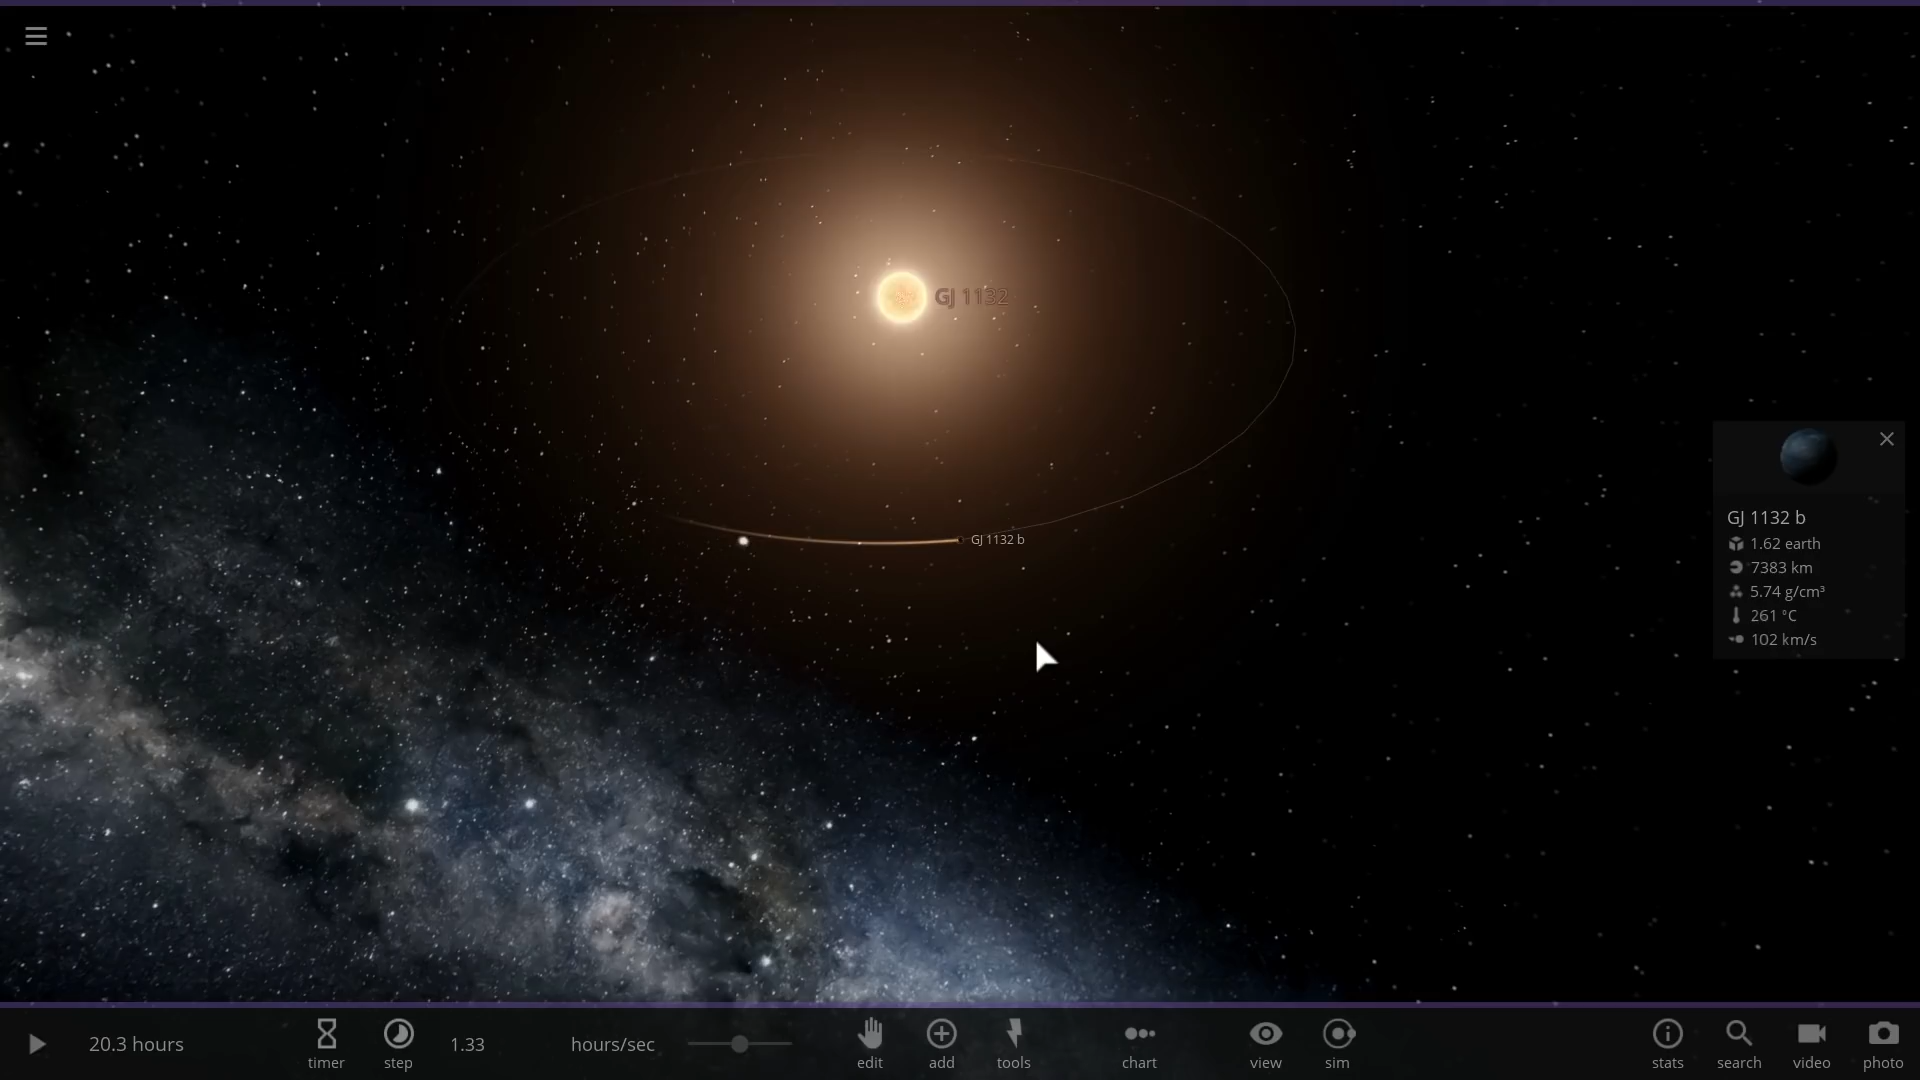 GJ 1132
GJ 1132 b
GJ 1132 b
1.62 earth
7383 km
5.74 g/cm³
261 °C
102 km/s
20.3 hours
timer
step
1.33
hours/sec
edit
add
tools
chart
view
sim
stats
search
video
photo